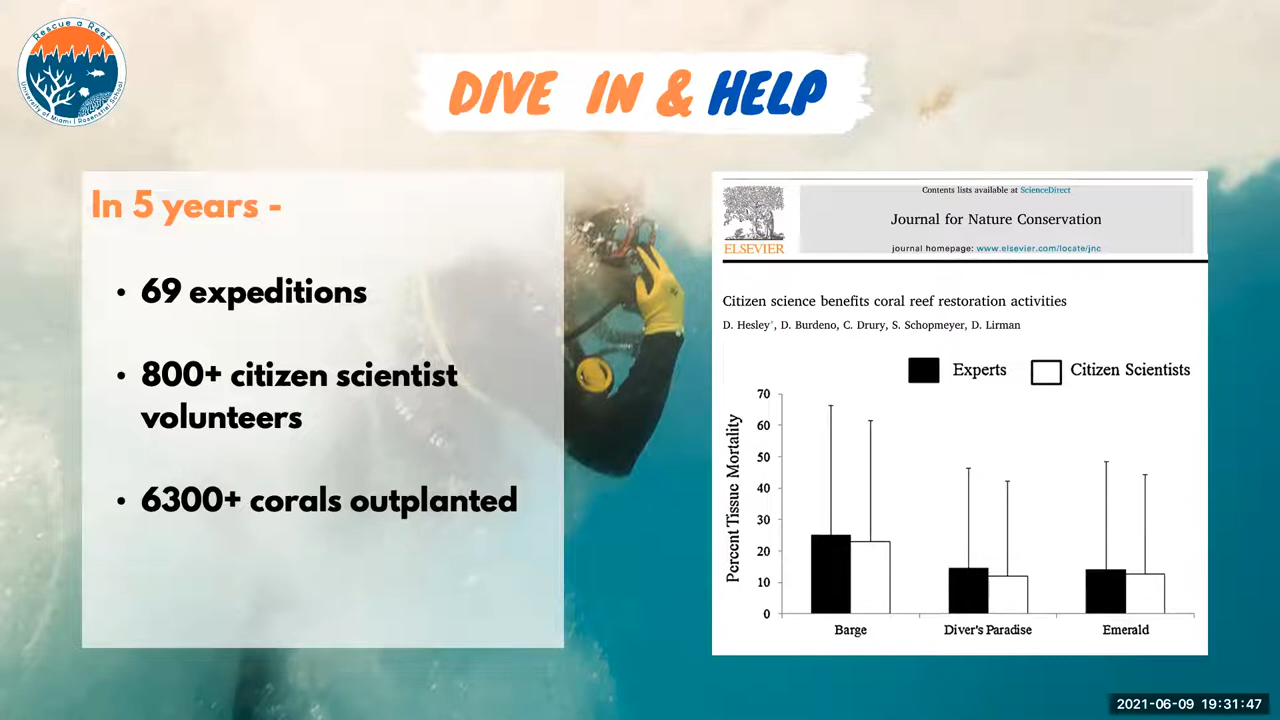 Rescue a Reef
University of Miami | Rosenstiel School
DIVE IN & HELP
In 5 years -
• 69 expeditions
• 800+ citizen scientist
volunteers
• 6300+ corals outplanted
Contents lists available at ScienceDirect
Journal for Nature Conservation
ELSEVIER
journal homepage: www.elsevier.com/locate/jnc
Citizen science benefits coral reef restoration activities
D. Hesley*, D. Burdeno, C. Drury, S. Schopmeyer, D. Lirman
Experts
Citizen Scientists
Percent Tissue Mortality
70
60
50
40
30
20
10
0
Barge
Diver's Paradise
Emerald
2021-06-09 19:31:47